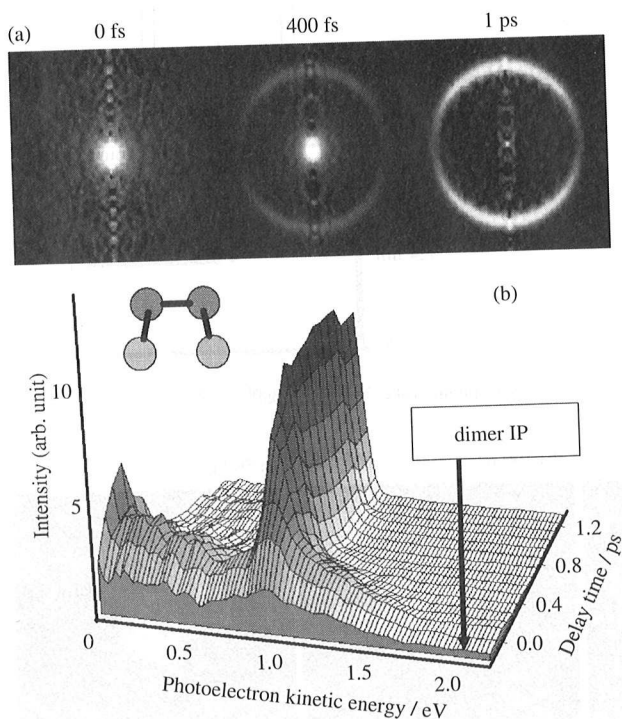 (a)
0 fs
400 fs
1 ps
(b)
Intensity (arb. unit)
10
5
dimer IP
0
0.5
1.0
1.5
2.0
Photoelectron kinetic energy / eV
0.0
0.4
0.8
1.2
Delay time / ps